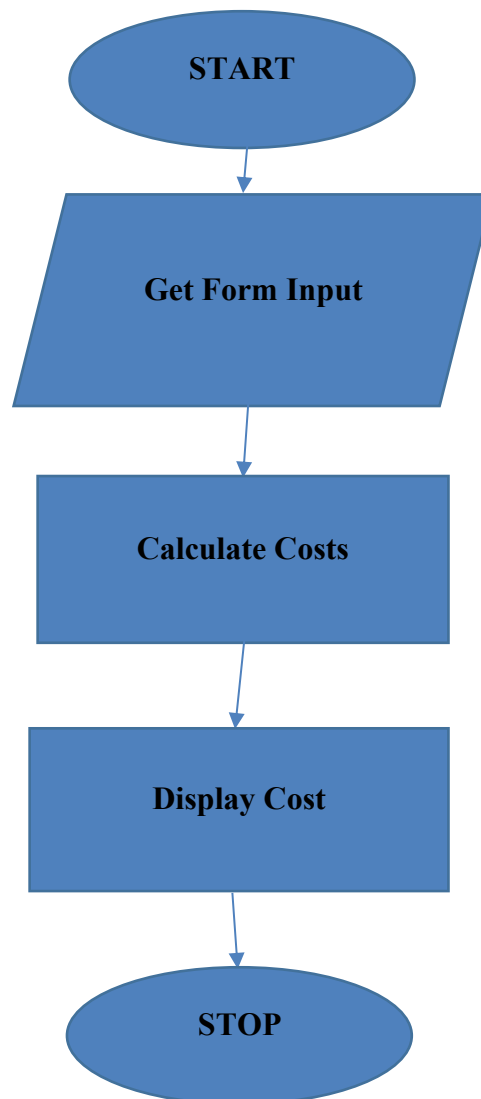 START
Get Form Input
Calculate Costs
Display Cost
STOP